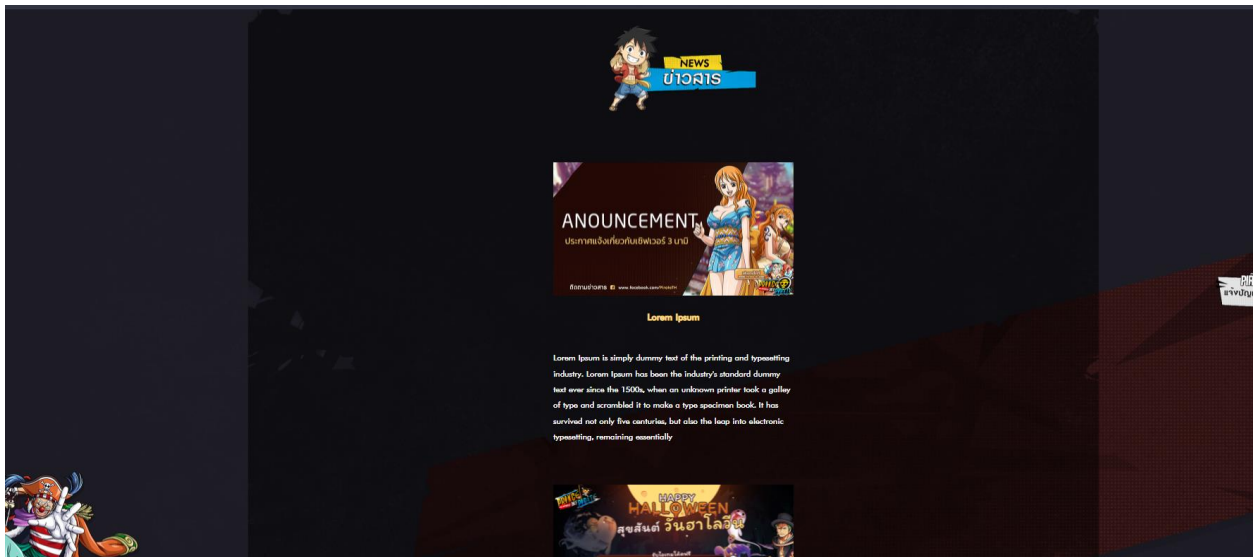 NEWS
ข่าวสาร
ANOUNCEMENT
ประกาศแจ้งเกี่ยวกับเซิฟเวอร์ 3 นามิ
ติดตามข่าวสาร
Lorem Ipsum
Lorem Ipsum is simply dummy text of the printing and typesetting
industry. Lorem Ipsum has been the industry's standard dummy
text ever since the 1500s, when an unknown printer took a galley
of type and scrambled it to make a type specimen book. It has
survived not only five centuries, but also the leap into electronic
typesetting, remaining essentially
HAPPY
HALLOWEEN
สุขสันต์ วันฮาโลวีน